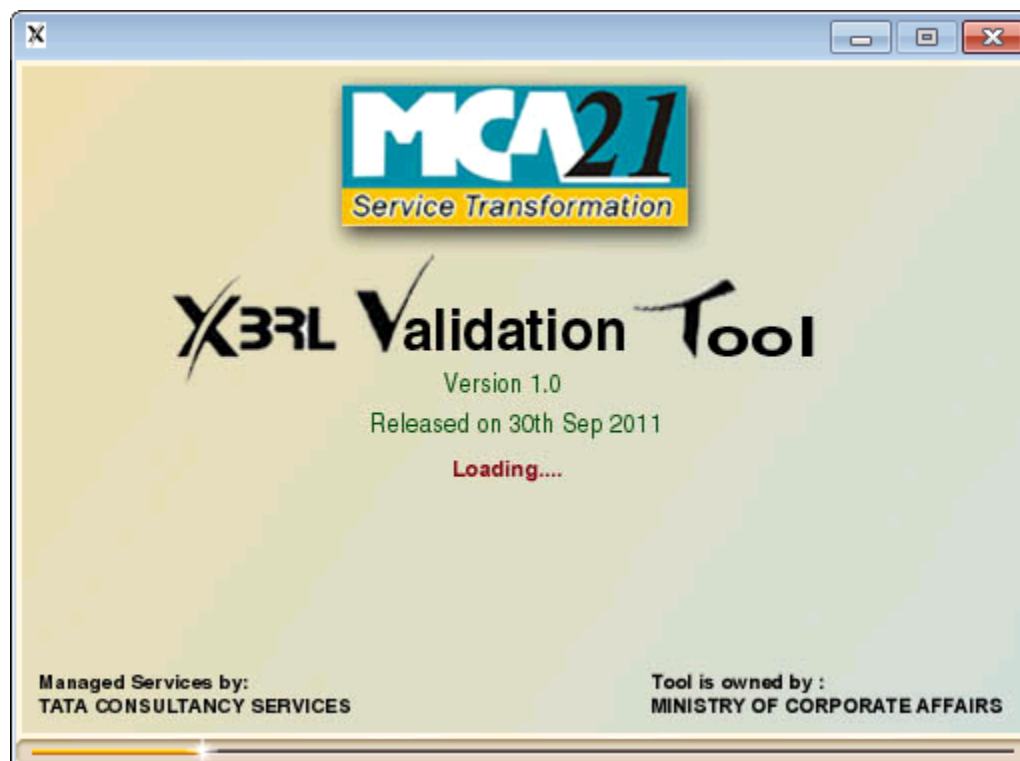 MCA21
Service Transformation
XBRL Validation Tool
Version 1.0
Released on 30th Sep 2011
Loading....
Managed Services by:
TATA CONSULTANCY SERVICES
Tool is owned by :
MINISTRY OF CORPORATE AFFAIRS